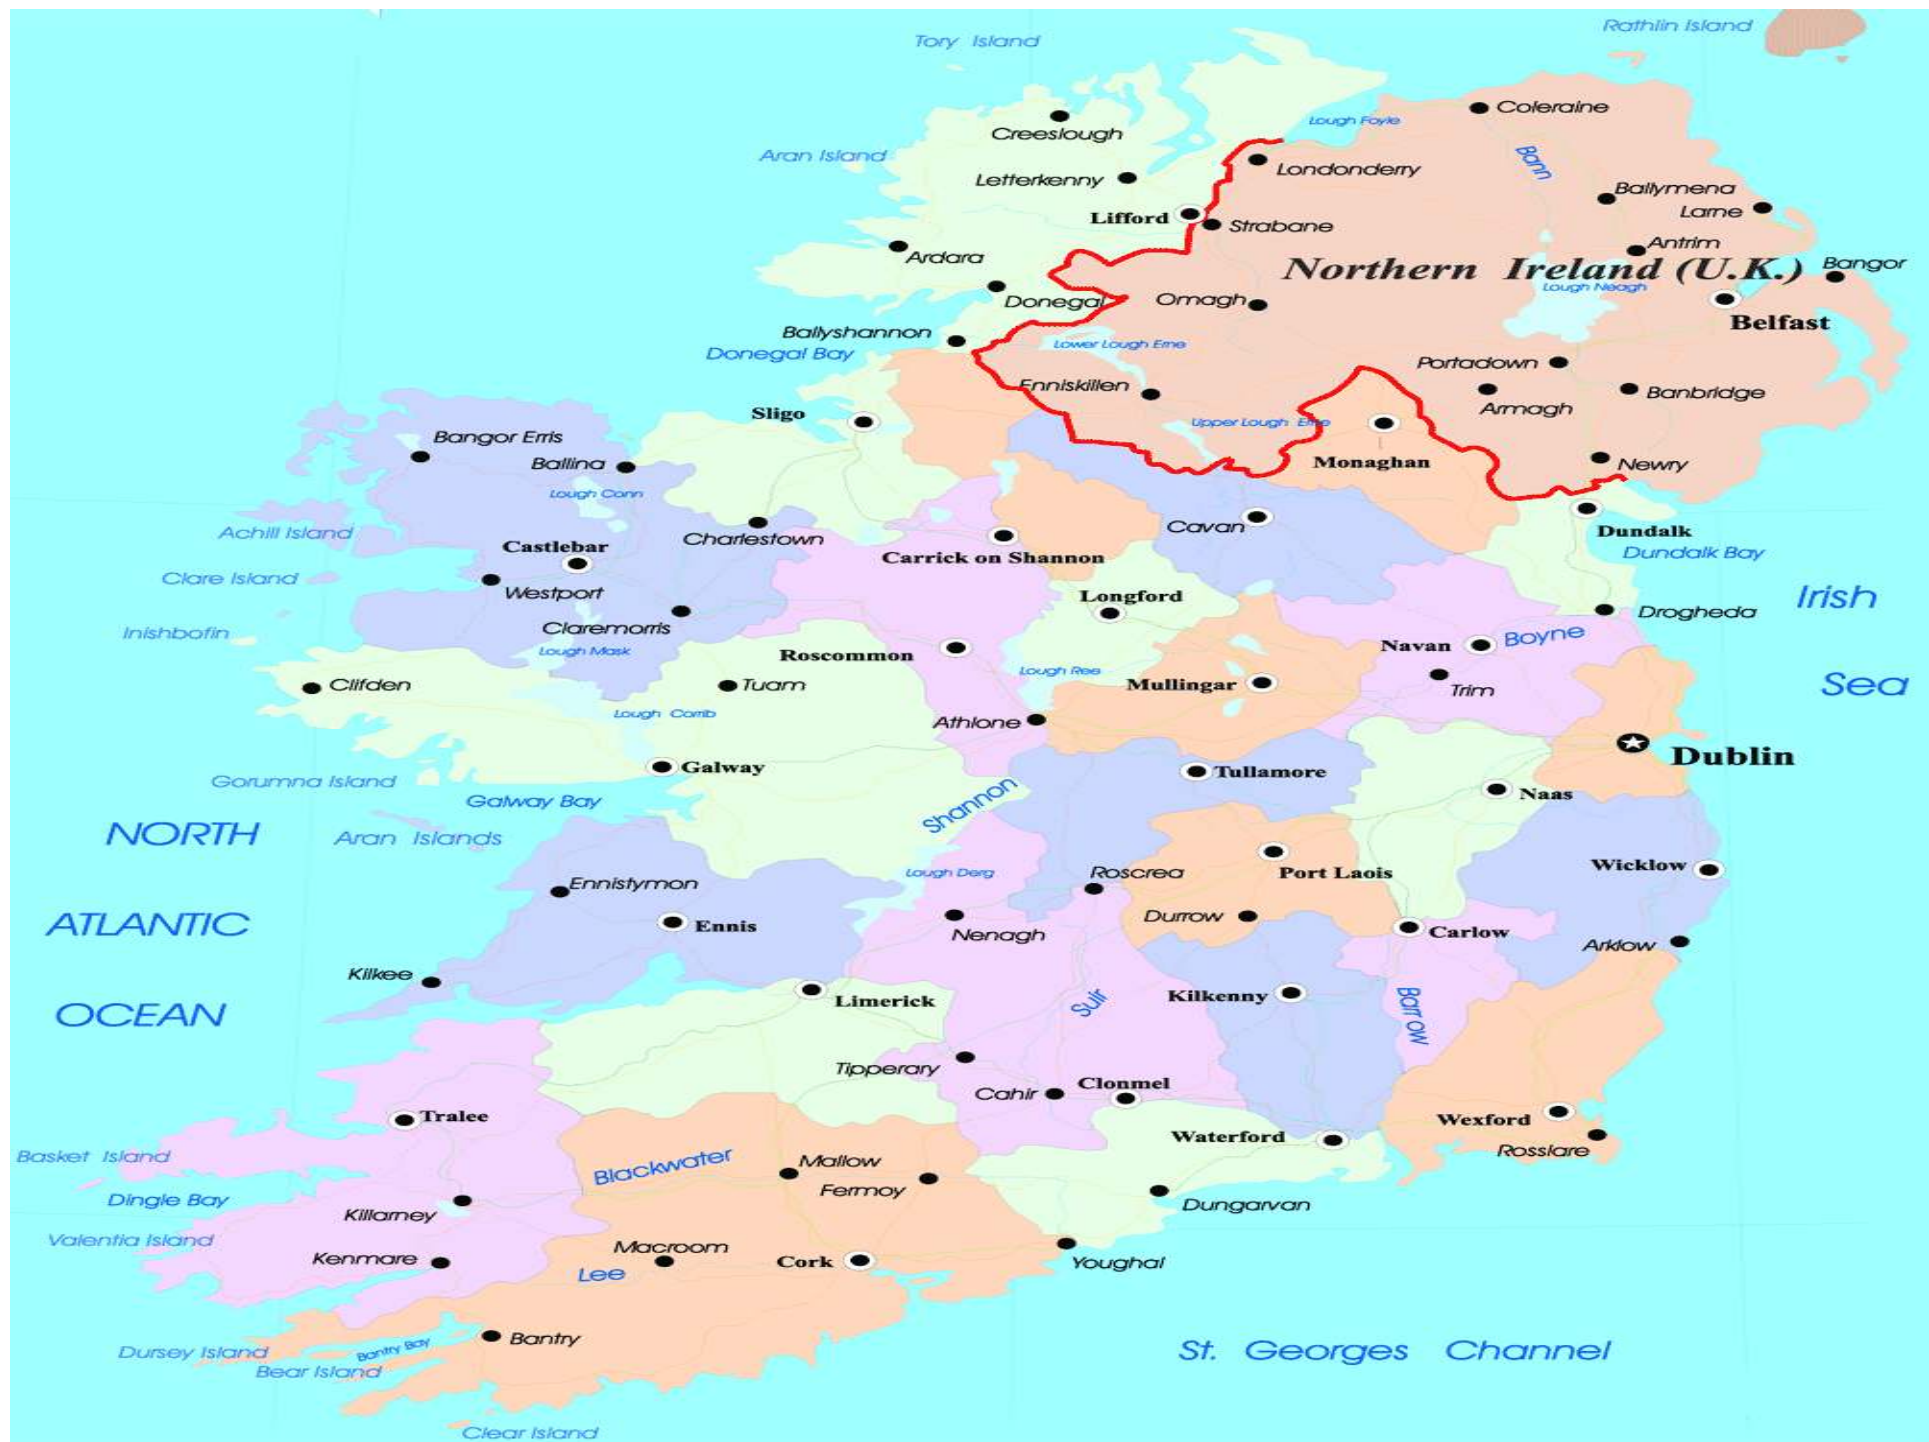 Rathlin Island
Tory Island
Coleraine
Lough Foyle
Creeslough
Bann
Aran Island
Londonderry
Letterkenny
Ballymena
Larne
Lifford
Strabane
Antrim
Ardara
Northern Ireland (U.K.)
Bangor
Lough Neagh
Donegal
Omagh
Belfast
Ballyshannon
Lower Lough Erne
Donegal Bay
Portadown
Enniskillen
Banbridge
Armagh
Sligo
Upper Lough Erne
Bangor Erris
Monaghan
Ballina
Newry
Lough Conn
Achill Island
Cavan
Dundalk
Charlestown
Castlebar
Carrick on Shannon
Dundalk Bay
Clare Island
Westport
Longford
Irish
Drogheda
Claremorris
Inishbofin
Boyne
Navan
Lough Mask
Roscommon
Lough Ree
Clifden
Tuam
Mullingar
Trim
Sea
Lough Corrib
Athlone
Dublin
Galway
Tullamore
Gorumna Island
Galway Bay
Shannon
Naas
NORTH
Aran Islands
Wicklow
Lough Derg
Roscrea
Port Laois
Ennistymon
ATLANTIC
Ennis
Durrow
Nenagh
Carlow
Arklow
Kilkee
Limerick
Suir
Kilkenny
Barrow
OCEAN
Tipperary
Clonmel
Cahir
Tralee
Wexford
Waterford
Rosslare
Basket Island
Blackwater
Mallow
Fermoy
Dingle Bay
Killarney
Dungarvan
Valentia Island
Macroom
Kenmare
Lee
Cork
Youghal
Bantry
Dursey Island
Bantry Bay
Bear Island
St. Georges Channel
Clear Island